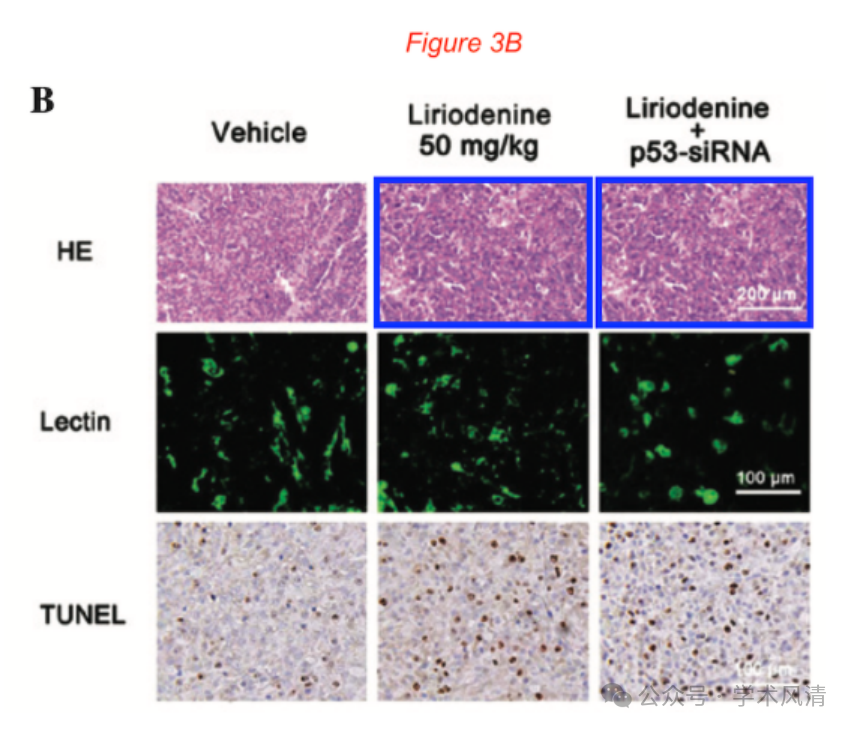 Figure 3B
B
Vehicle
Liriodenine
50 mg/kg
Liriodenine
+
p53-siRNA
HE
200 µm
Lectin
100 µm
TUNEL
100 µm
公众号 · 学术风清